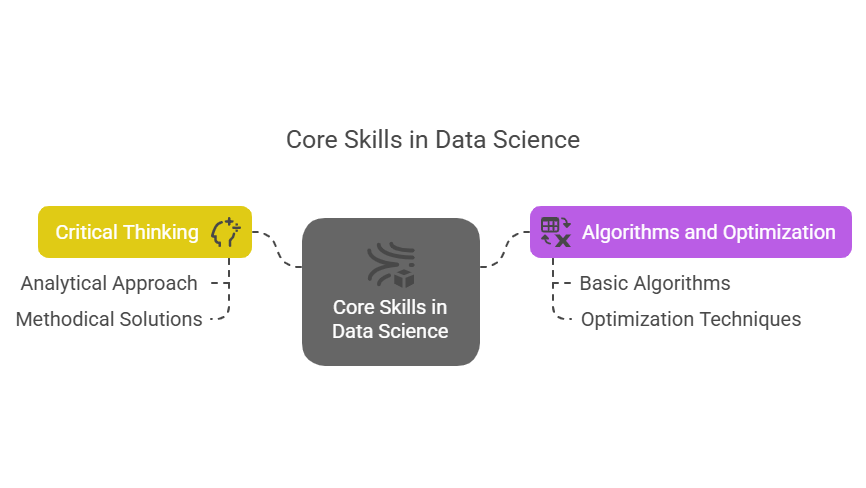 Core Skills in Data Science
Critical Thinking
Analytical Approach
Methodical Solutions
Core Skills in
Data Science
Algorithms and Optimization
Basic Algorithms
Optimization Techniques